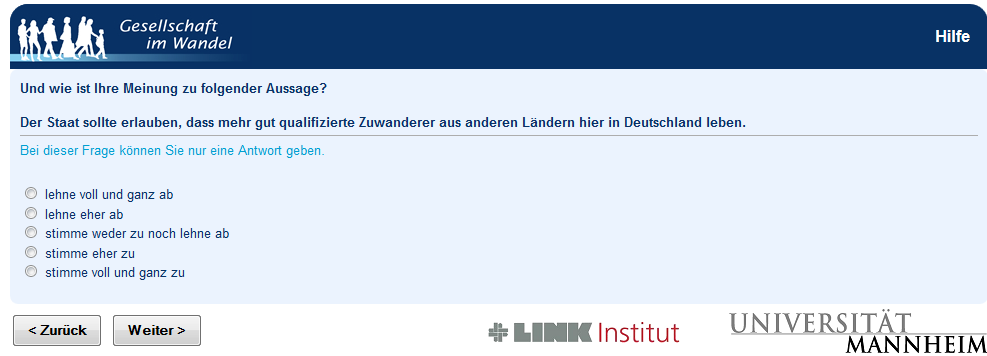 Gesellschaft
im Wandel
Hilfe
Und wie ist Ihre Meinung zu folgender Aussage?
Der Staat sollte erlauben, dass mehr gut qualifizierte Zuwanderer aus anderen Ländern hier in Deutschland leben.
Bei dieser Frage können Sie nur eine Antwort geben.
lehne voll und ganz ab
lehne eher ab
stimme weder zu noch lehne ab
stimme eher zu
stimme voll und ganz zu
< Zurück
Weiter >
LINK Institut
UNIVERSITÄT
MANNHEIM